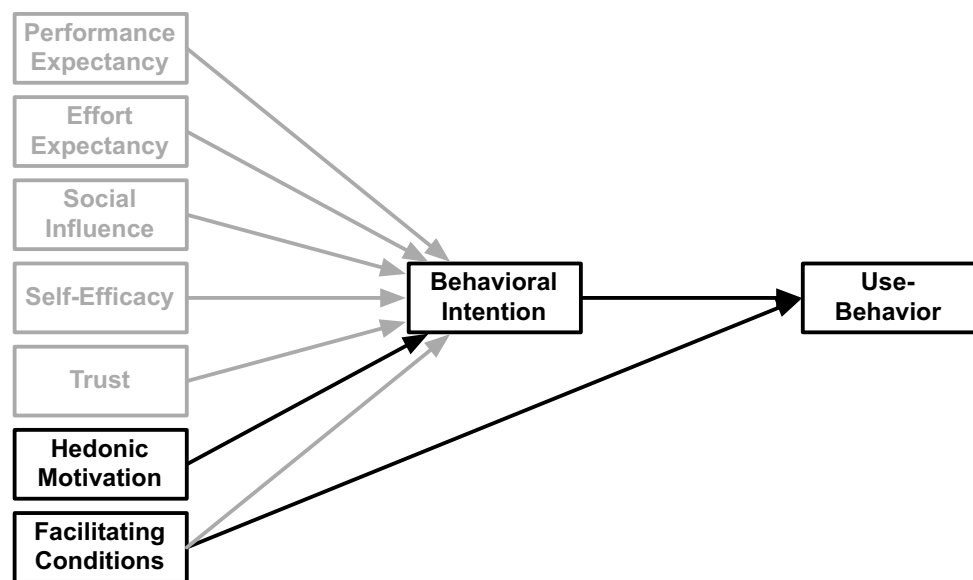 Performance
Expectancy
Effort
Expectancy
Social
Influence
Self-Efficacy
Trust
Hedonic
Motivation
Facilitating
Conditions
Behavioral
Intention
Use-
Behavior